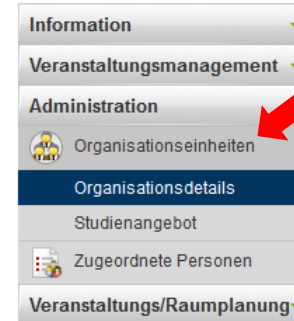 Information
Veranstaltungsmanagement
Administration
Organisationseinheiten
Organisationsdetails
Studienangebot
Zugeordnete Personen
Veranstaltungs/Raumplanung